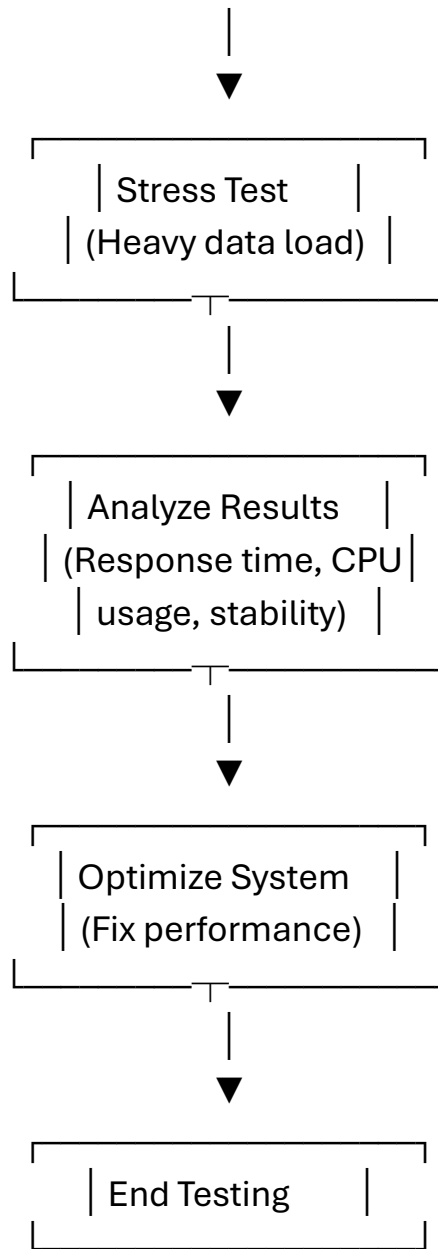 Stress Test
(Heavy data load)
Analyze Results
(Response time, CPU
usage, stability)
Optimize System
(Fix performance)
End Testing